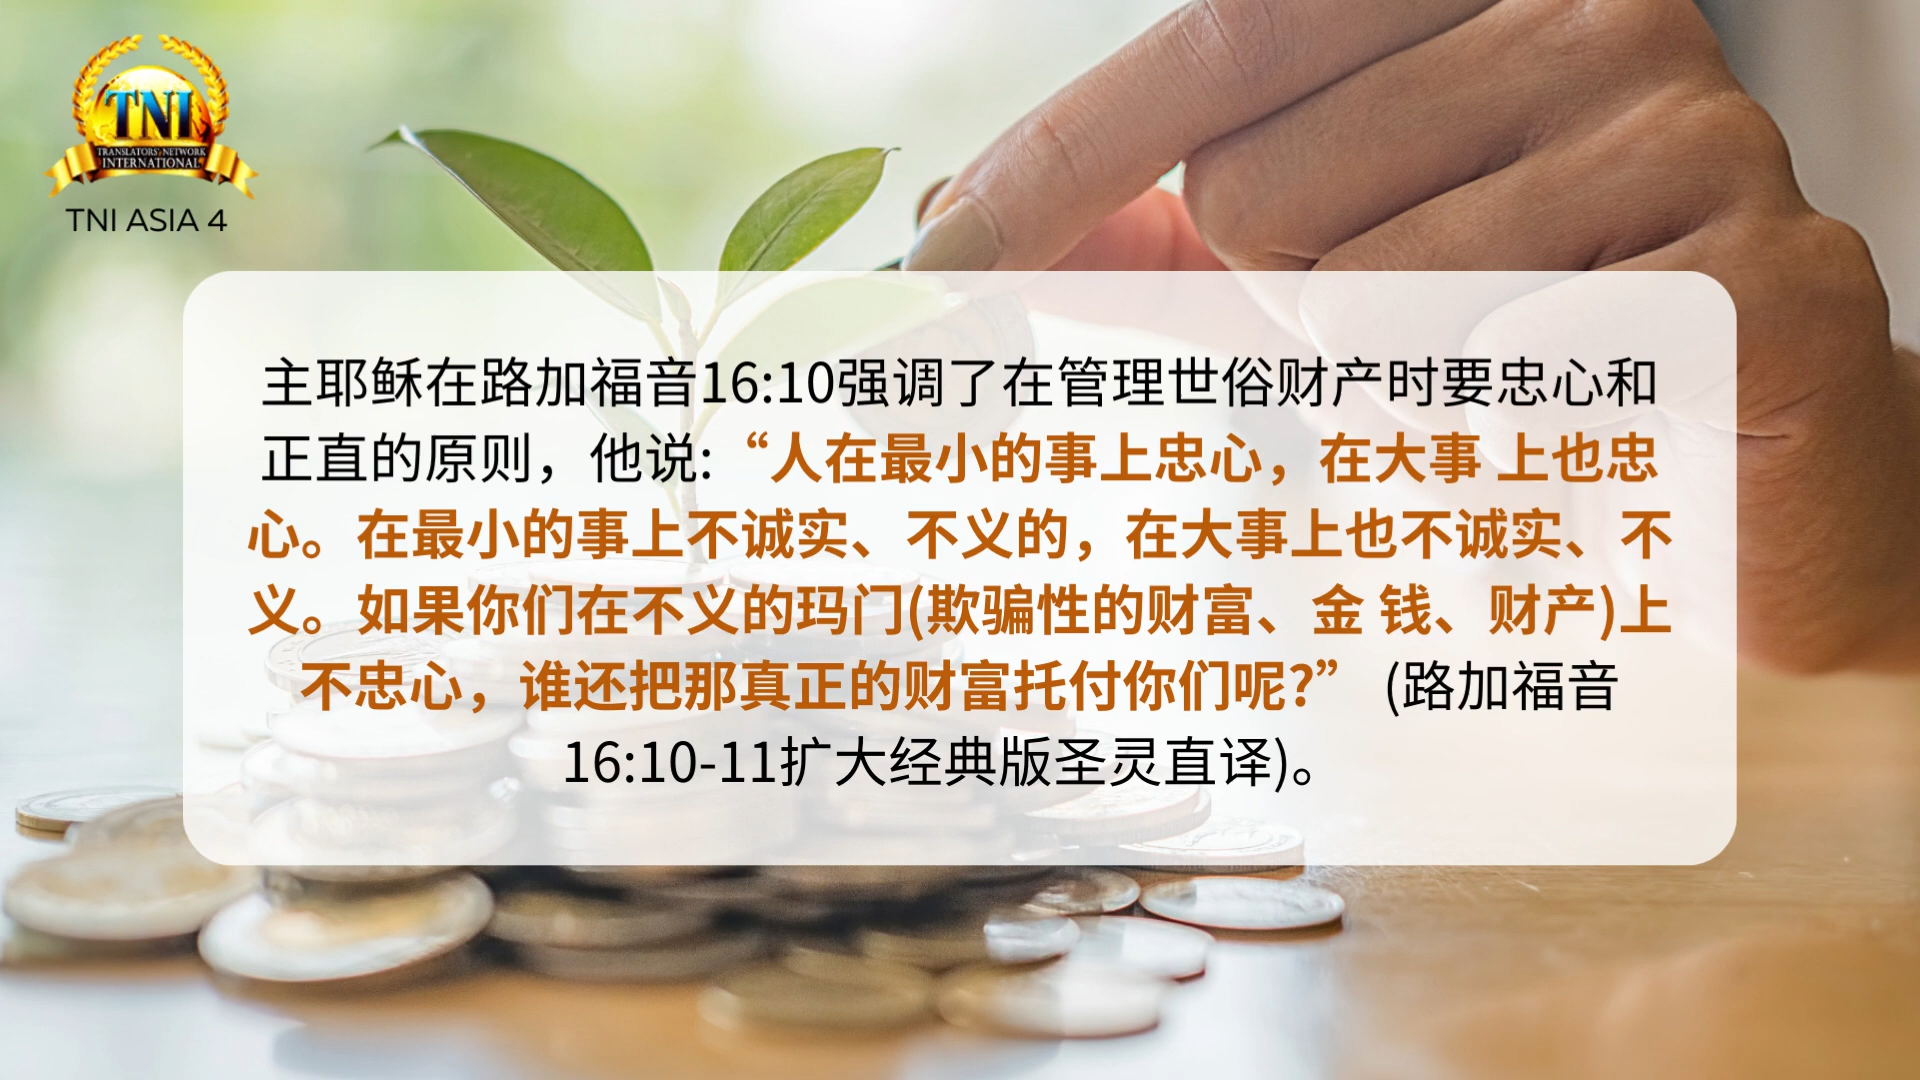 TNI
TRANSLATORS' NETWORK
INTERNATIONAL
TNI ASIA 4
主耶稣在路加福音16:10强调了在管理世俗财产时要忠心和
正直的原则，他说:“人在最小的事上忠心，在大事 上也忠
心。在最小的事上不诚实、不义的，在大事上也不诚实、不
义。如果你们在不义的玛门(欺骗性的财富、金 钱、财产)上
不忠心，谁还把那真正的财富托付你们呢?” (路加福音
16:10-11扩大经典版圣灵直译)。